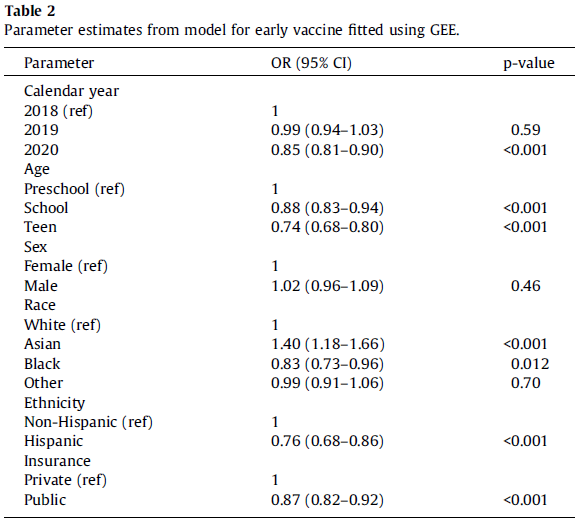 Table 2
Parameter estimates from model for early vaccine fitted using GEE.
Parameter OR (95% CI) p-value
Calendar year
2018 (ref) 1
2019 0.99 (0.94–1.03) 0.59
2020 0.85 (0.81–0.90) <0.001
Age
Preschool (ref) 1
School 0.88 (0.83–0.94) <0.001
Teen 0.74 (0.68–0.80) <0.001
Sex
Female (ref) 1
Male 1.02 (0.96–1.09) 0.46
Race
White (ref) 1
Asian 1.40 (1.18–1.66) <0.001
Black 0.83 (0.73–0.96) 0.012
Other 0.99 (0.91–1.06) 0.70
Ethnicity
Non-Hispanic (ref) 1
Hispanic 0.76 (0.68–0.86) <0.001
Insurance
Private (ref) 1
Public 0.87 (0.82–0.92) <0.001